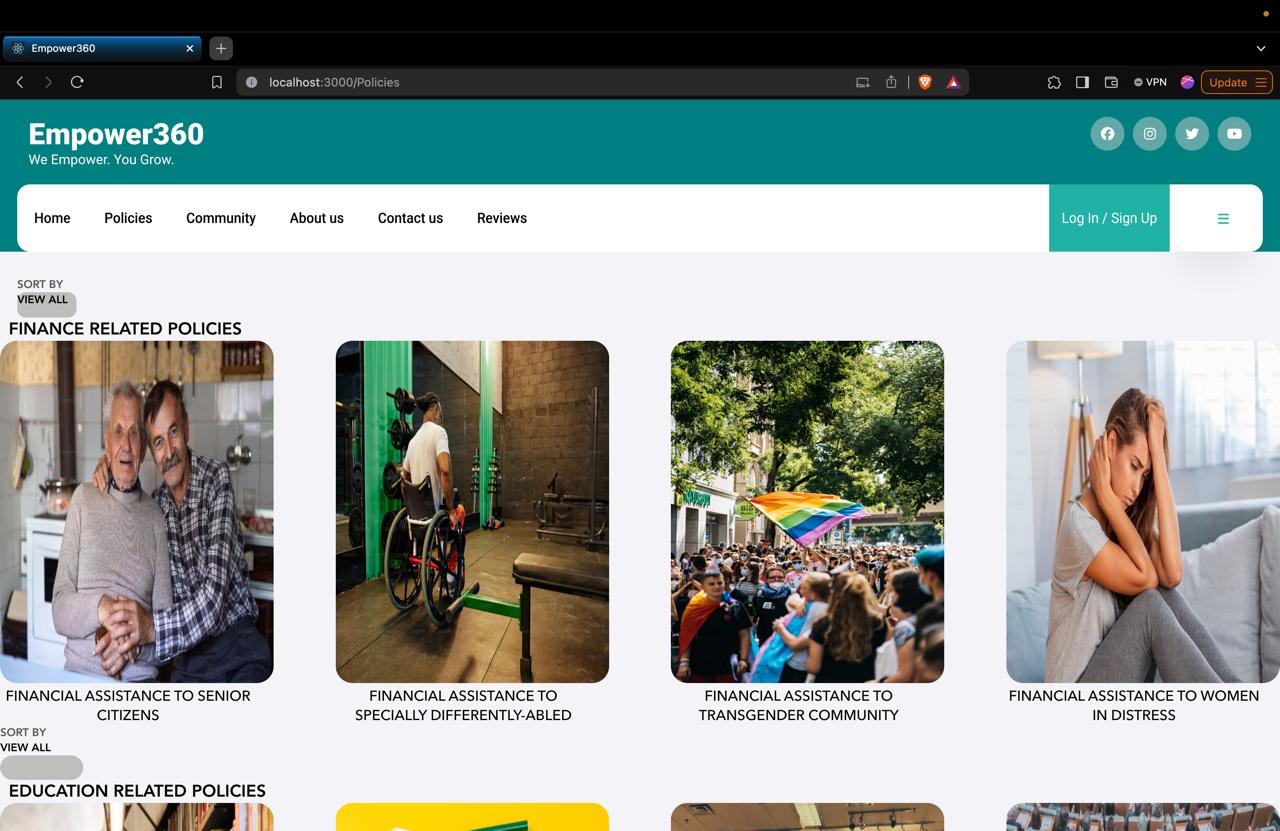 Empower360
localhost:3000/Policies
VPN
Update
Empower360
We Empower. You Grow.
Home
Policies
Community
About us
Contact us
Reviews
Log In / Sign Up
SORT BY
VIEW ALL
FINANCE RELATED POLICIES
FINANCIAL ASSISTANCE TO SENIOR
CITIZENS
FINANCIAL ASSISTANCE TO
SPECIALLY DIFFERENTLY-ABLED
FINANCIAL ASSISTANCE TO
TRANSGENDER COMMUNITY
FINANCIAL ASSISTANCE TO WOMEN
IN DISTRESS
SORT BY
VIEW ALL
EDUCATION RELATED POLICIES